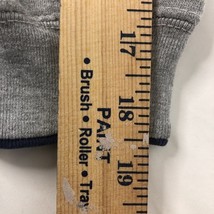 17
18
19
PAINT
• Brush • Roller • Tra